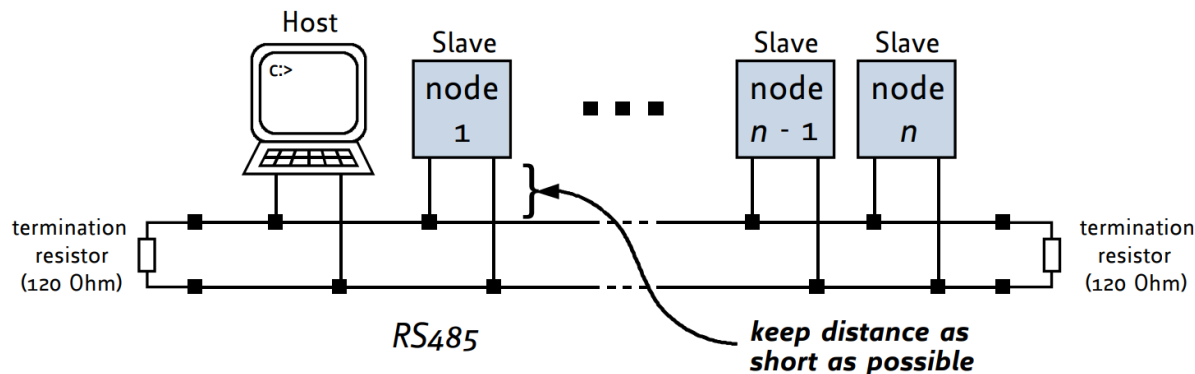 Host
C:>
Slave
node
1
Slave
node
n - 1
Slave
node
n
termination
resistor
(120 Ohm)
termination
resistor
(120 Ohm)
RS485
keep distance as
short as possible